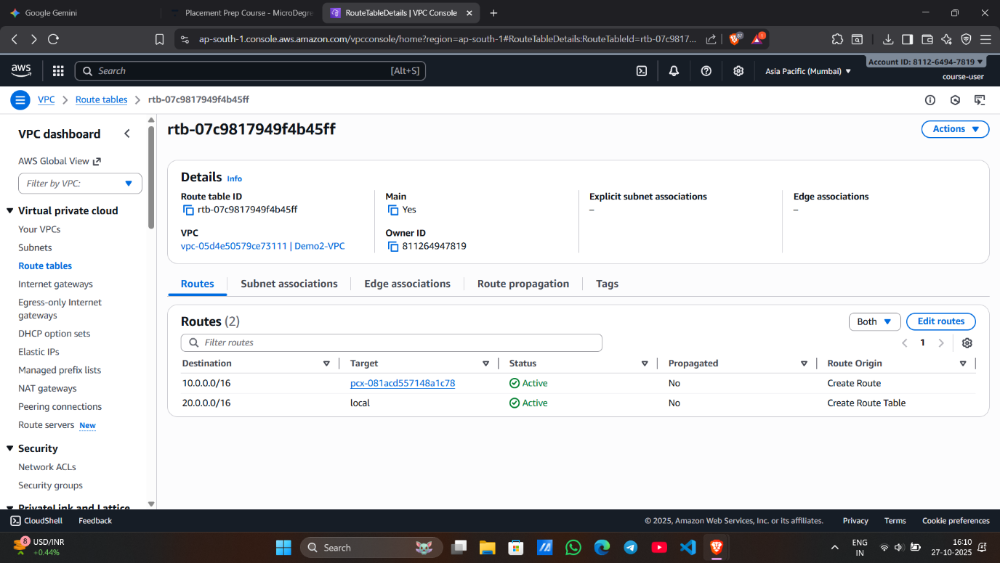 Google Gemini
Placement Prep Course - MicroDegre
RouteTableDetails | VPC Console
ap-south-1.console.aws.amazon.com/vpcconsole/home?region=ap-south-1#RouteTableDetails:RouteTableId=rtb-07c9817...
87
1
aws
Search
[Alt+S]
Asia Pacific (Mumbai)
Account ID: 8112-6494-7819
course-user
VPC
Route tables
rtb-07c9817949f4b45ff
VPC dashboard
AWS Global View
Filter by VPC:
Virtual private cloud
Your VPCs
Subnets
Route tables
Internet gateways
Egress-only Internet
gateways
DHCP option sets
Elastic IPs
Managed prefix lists
NAT gateways
Peering connections
Route servers New
Security
Network ACLs
Security groups
PrivateLink and Lattice
rtb-07c9817949f4b45ff
Actions
Details Info
Route table ID
rtb-07c9817949f4b45ff
VPC
vpc-05d4e50579ce73111 | Demo2-VPC
Main
Yes
Owner ID
811264947819
Explicit subnet associations
–
Edge associations
–
Routes
Subnet associations
Edge associations
Route propagation
Tags
Routes (2)
Both
Edit routes
Filter routes
1
Destination Target Status Propagated Route Origin
10.0.0.0/16 pcx-081acd557148a1c78 Active No Create Route
20.0.0.0/16 local Active No Create Route Table
CloudShell
Feedback
© 2025, Amazon Web Services, Inc. or its affiliates.
Privacy
Terms
Cookie preferences
8
USD/INR
+0.44%
Search
ENG
IN
16:10
27-10-2025